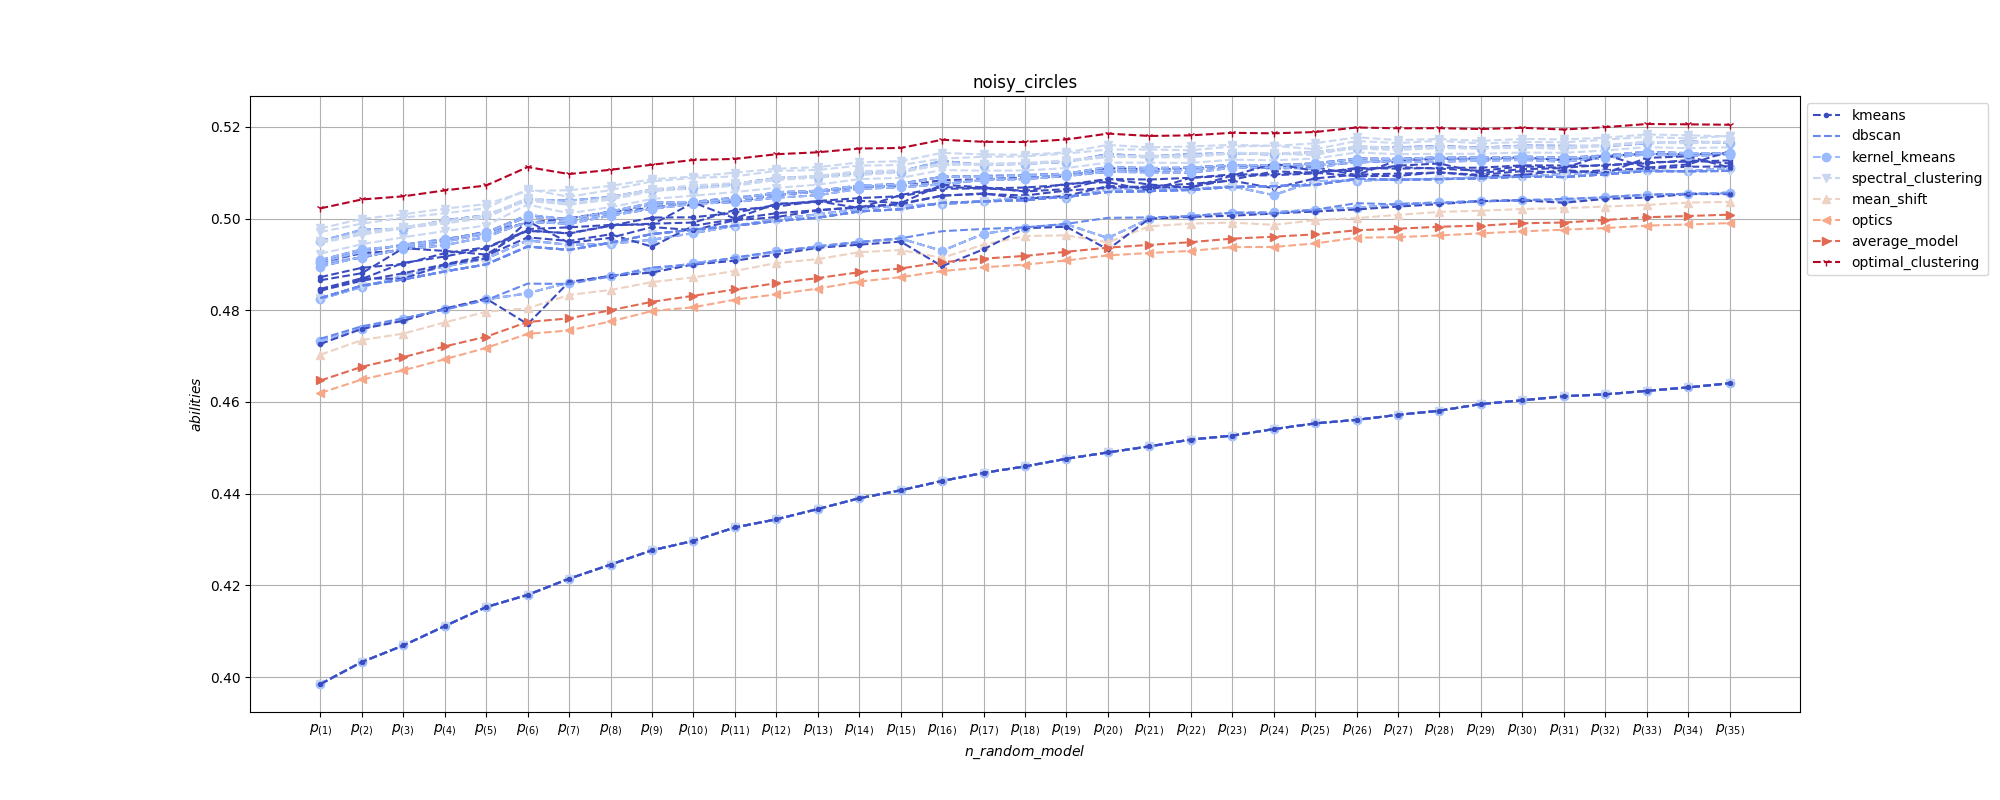 noisy_circles
0.52
0.50
0.48
0.46
0.44
0.42
0.40
abilities
p(1) p(2) p(3) p(4) p(5) p(6) p(7) p(8) p(9) p(10) p(11) p(12) p(13) p(14) p(15) p(16) p(17) p(18) p(19) p(20) p(21) p(22) p(23) p(24) p(25) p(26) p(27) p(28) p(29) p(30) p(31) p(32) p(33) p(34) p(35)
n_random_model
kmeans
dbscan
kernel_kmeans
spectral_clustering
mean_shift
optics
average_model
optimal_clustering